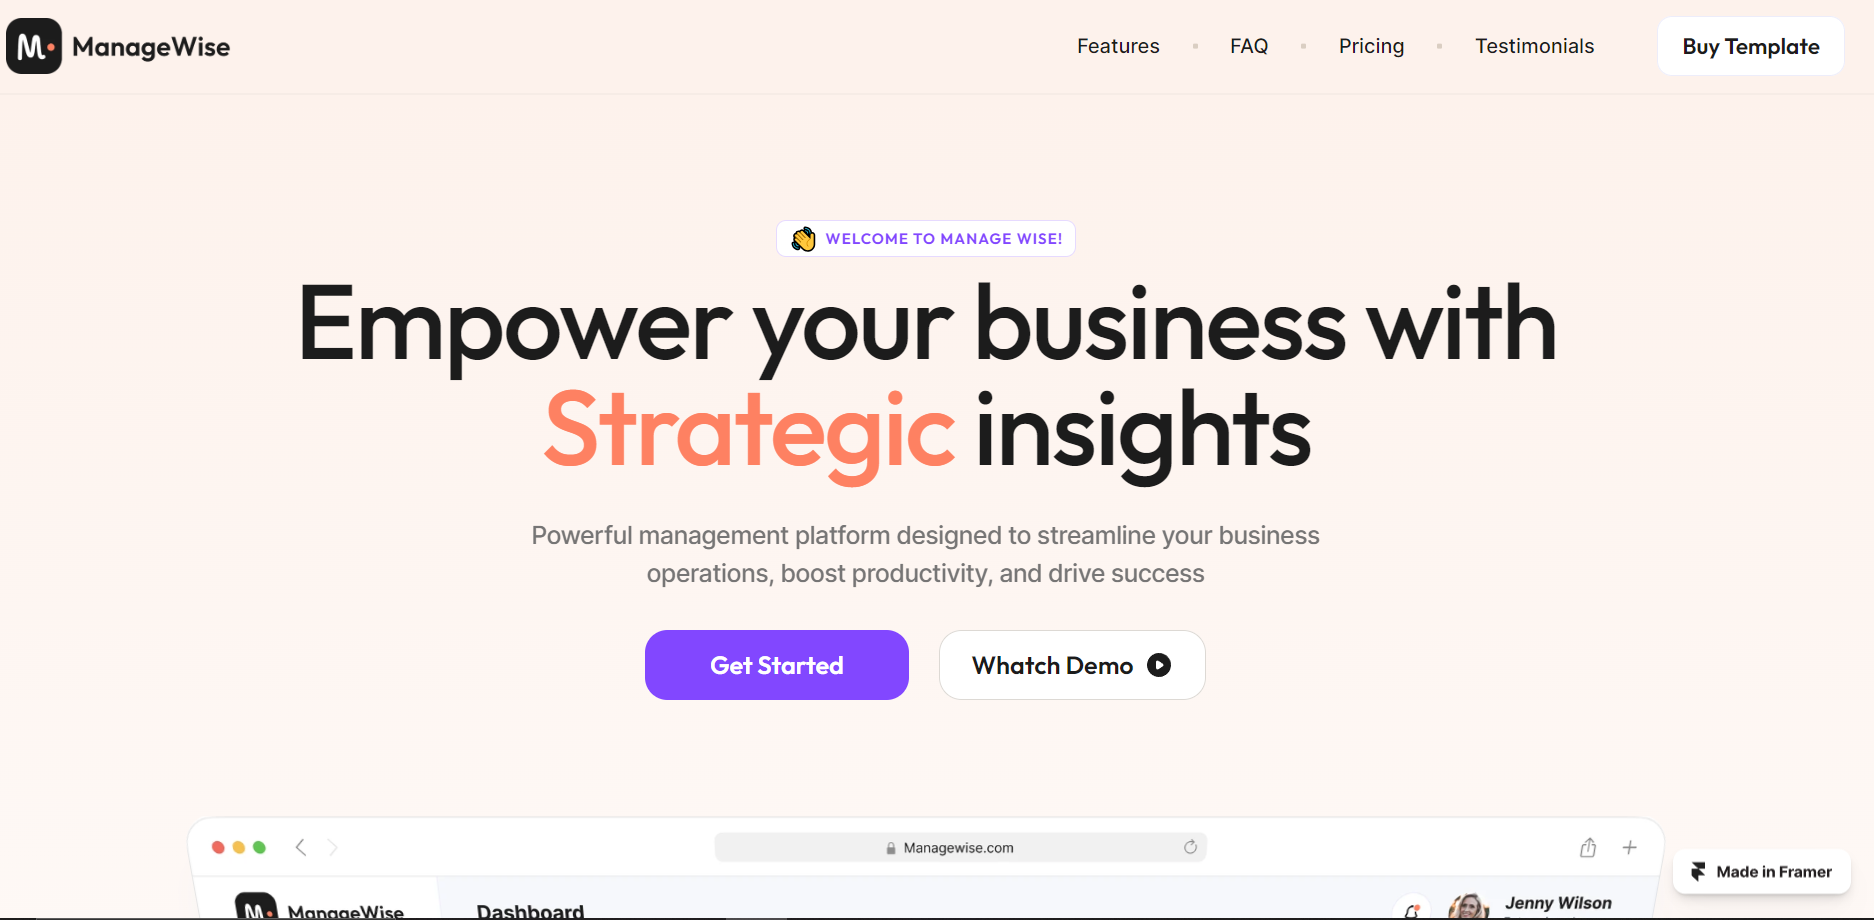 M. ManageWise
Features
FAQ
Pricing
Testimonials
Buy Template
WELCOME TO MANAGE WISE!
Empower your business with
Strategic insights
Powerful management platform designed to streamline your business
operations, boost productivity, and drive success
Get Started
Whatch Demo
Managewise.com
Made in Framer
M. ManageWise
Dashboard
Jenny Wilson